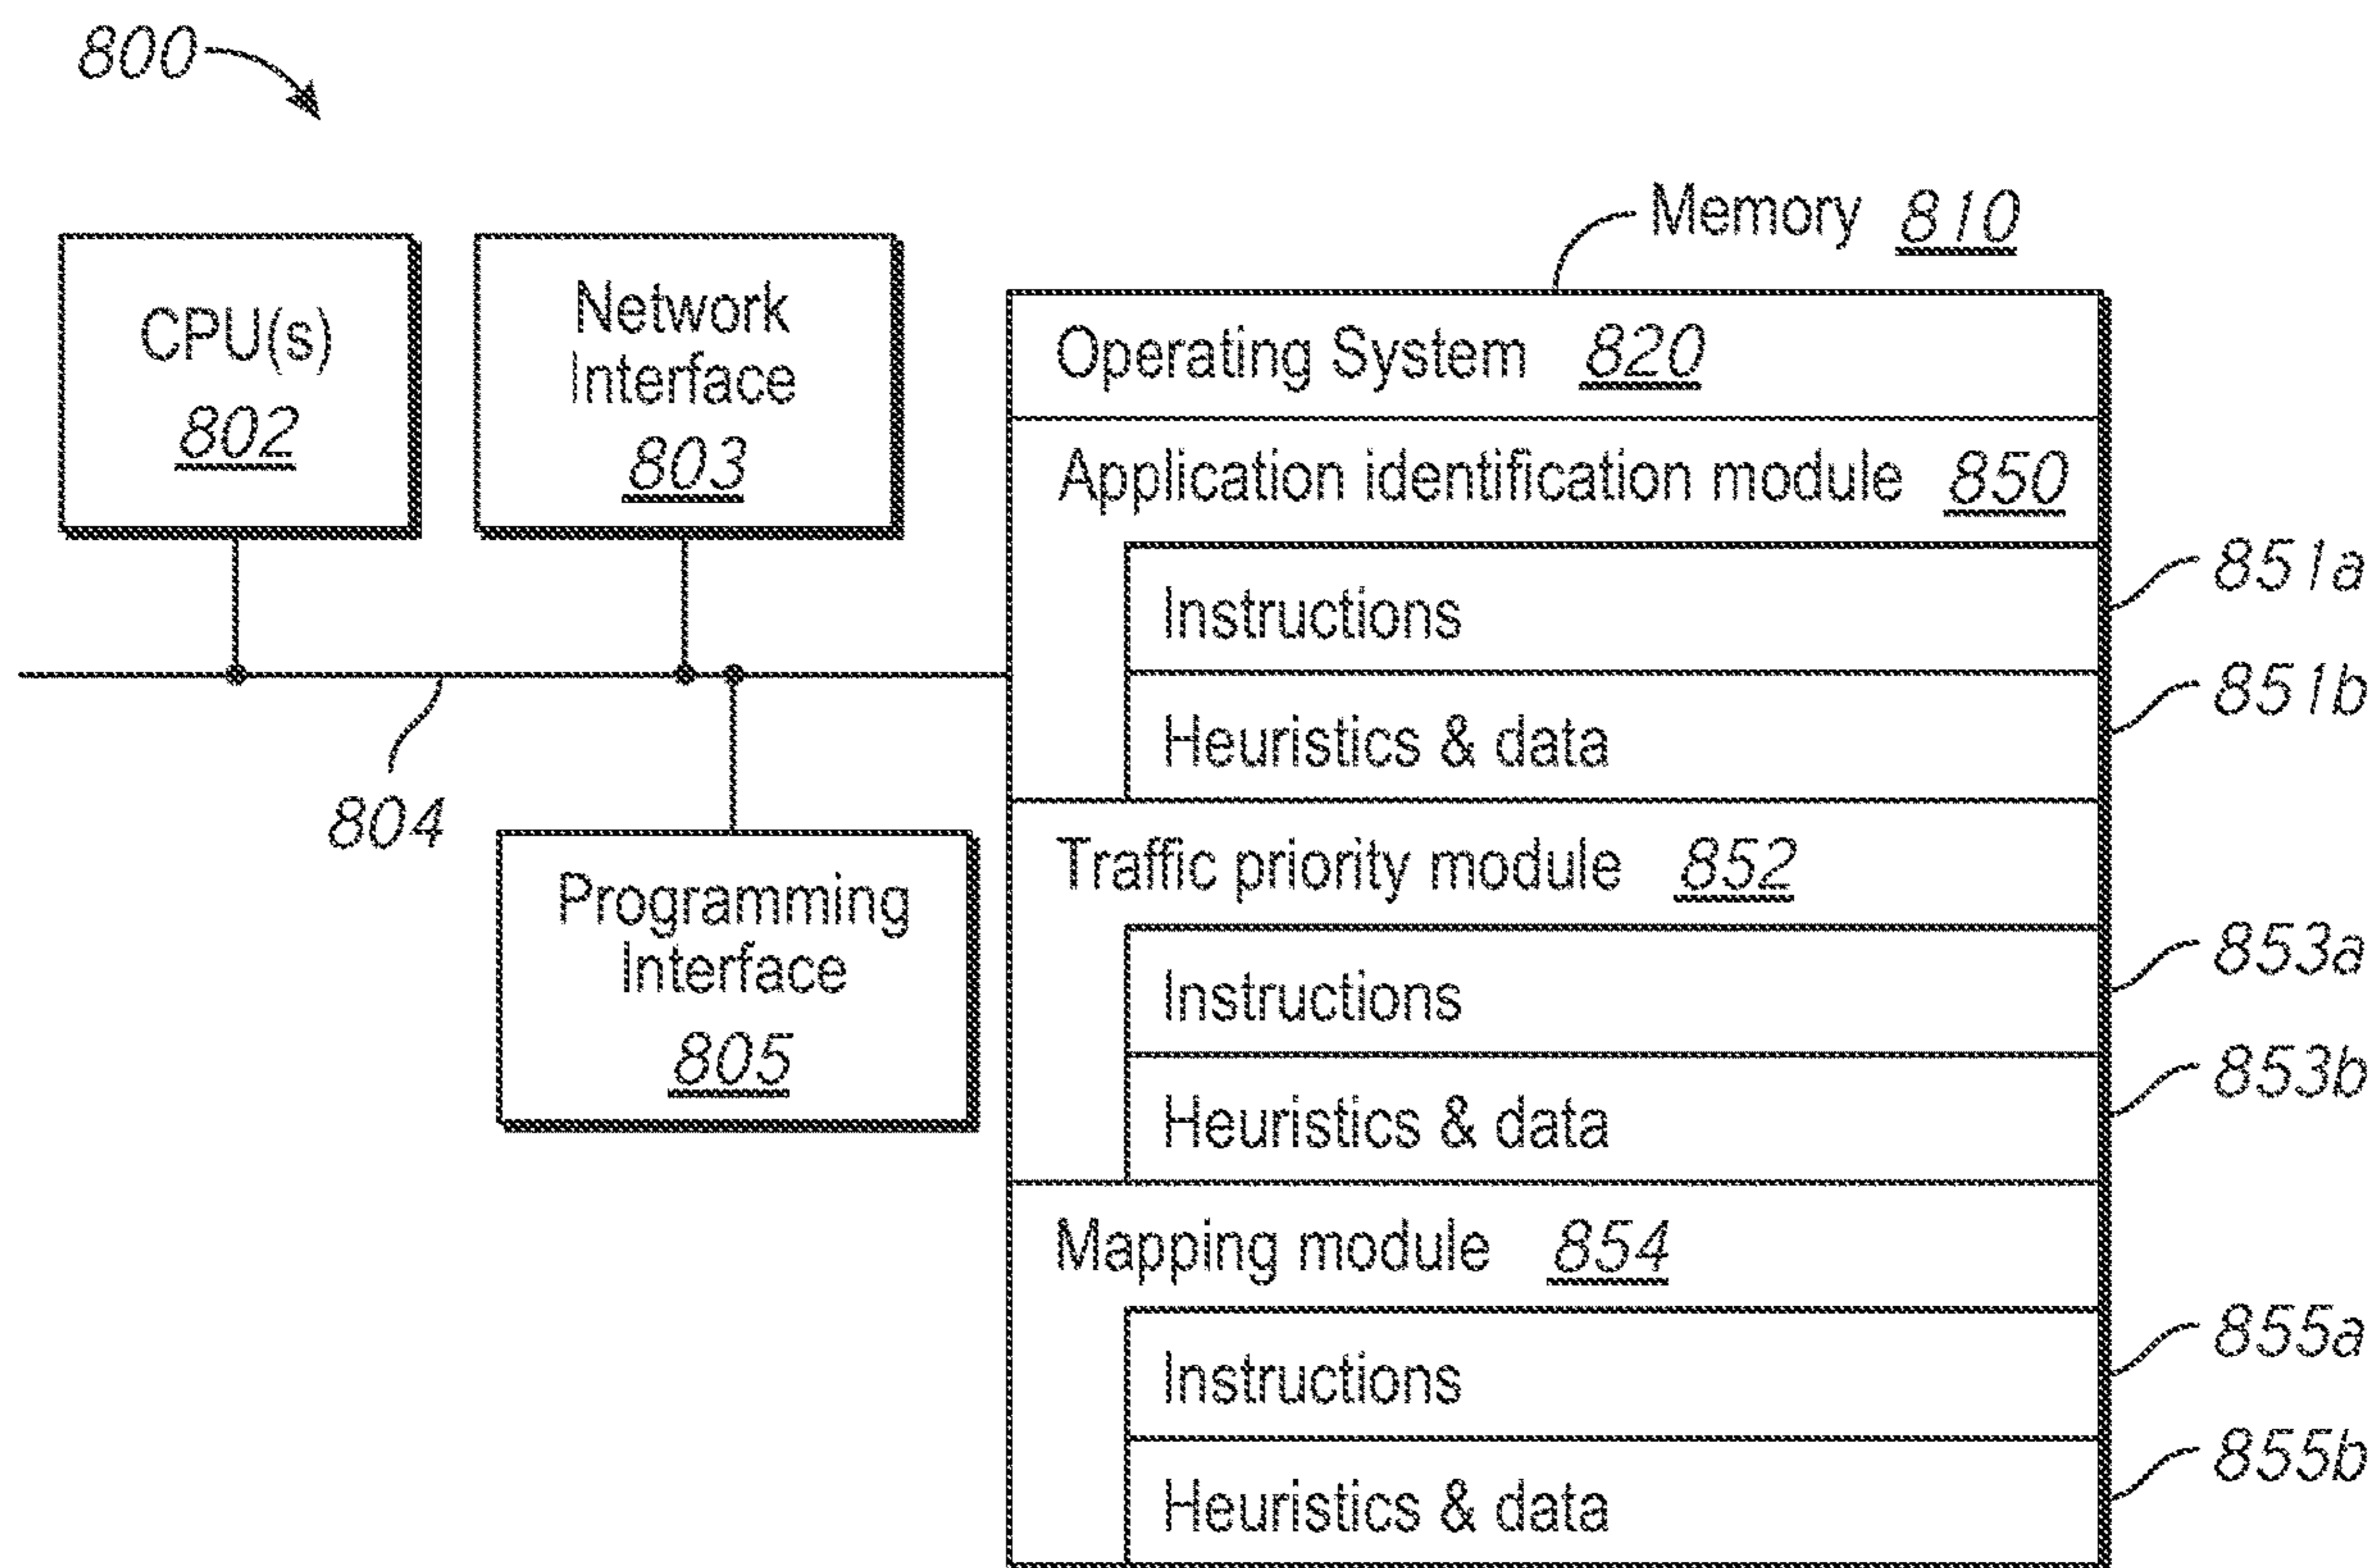 800
Memory 810
CPU(s)
802
Network
Interface
803
Operating System 820
Application identification module 850
Instructions
851a
Heuristics & data
851b
804
Programming
Interface
805
Traffic priority module 852
Instructions
853a
Heuristics & data
853b
Mapping module 854
Instructions
855a
Heuristics & data
855b